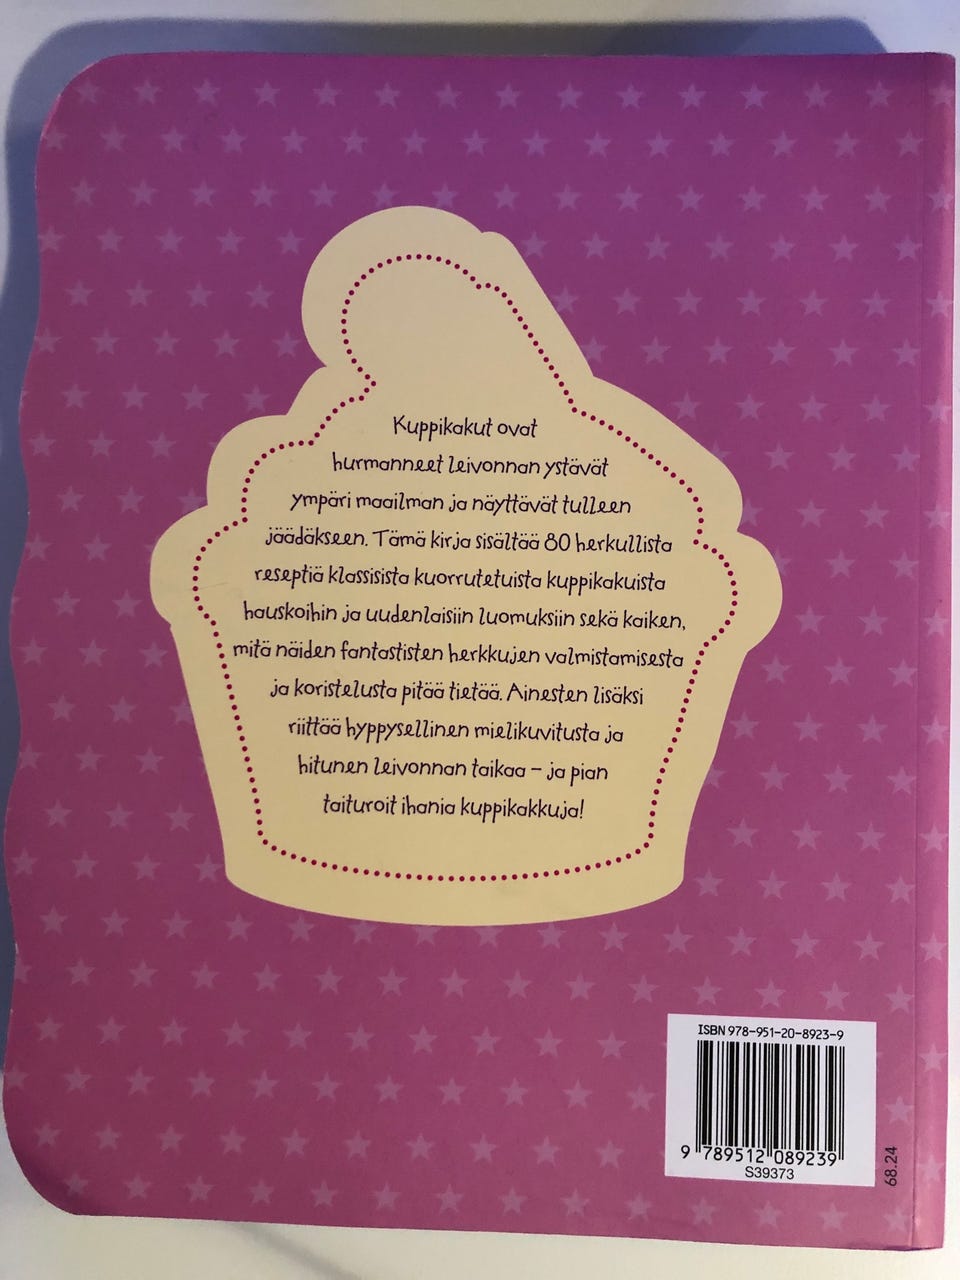 Kuppikakut ovat
hurmanneet leivonnan ystävät
ympäri maailman ja näyttävät tulleen
jäädäkseen. Tämä kirja sisältää 80 herkullista
reseptiä klassisista kuorrutetuista kuppikakuista
hauskoihin ja uudenlaisiin luomuksiin sekä kaiken,
mitä näiden fantastisten herkkujen valmistamisesta
ja koristelusta pitää tietää. Ainesten lisäksi
riittää hyppysellinen mielikuvitusta ja
hitunen leivonnan taikaa – ja pian
taituroit ihania kuppikakkuja!
ISBN 978-951-20-8923-9
9 789512 089239
S39373
68.24